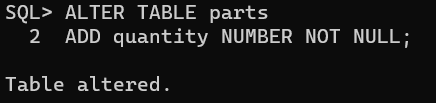 SQL> ALTER TABLE parts
  2  ADD quantity NUMBER NOT NULL;
Table altered.